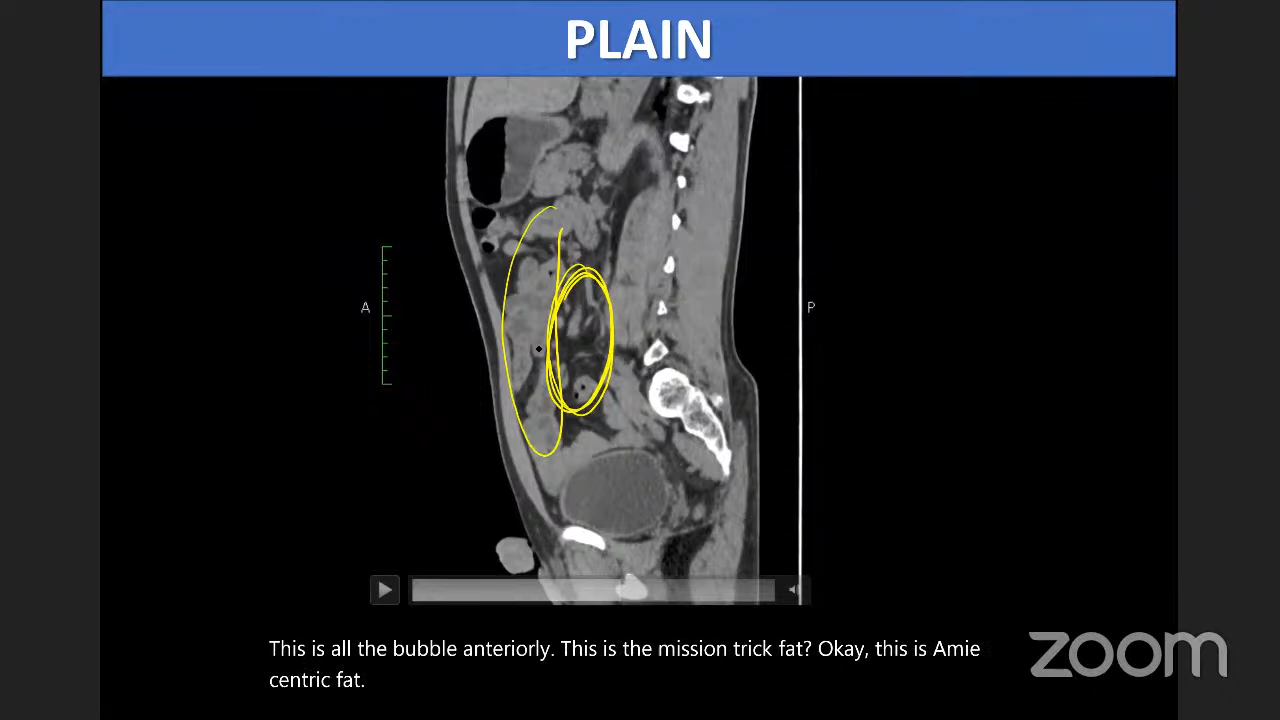 PLAIN
A
P
This is all the bubble anteriorly. This is the mission trick fat? Okay, this is Amie
centric fat.
zoom